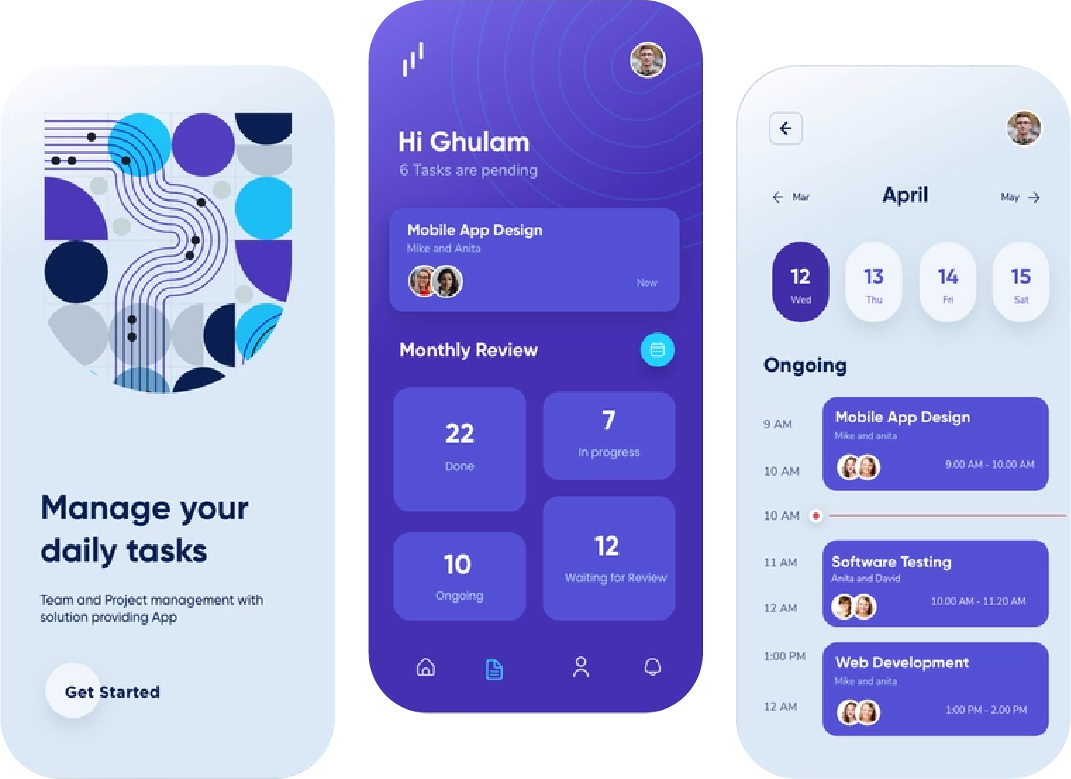 Manage your
daily tasks
Team and Project management with
solution providing App
Get Started
Hi Ghulam
6 Tasks are pending
Mobile App Design
Mike and Anita
Now
Monthly Review
22
Done
7
In progress
10
Ongoing
12
Waiting for Review
Mar
April
May
12
Wed
13
Thu
14
Fri
15
Sat
Ongoing
9 AM
Mobile App Design
Mike and anita
9:00 AM - 10.00 AM
10 AM
10 AM
11 AM
Software Testing
Anita and David
10.00 AM - 11.20 AM
12 AM
1:00 PM
Web Development
Mike and anita
1:00 PM - 2.00 PM
12 AM